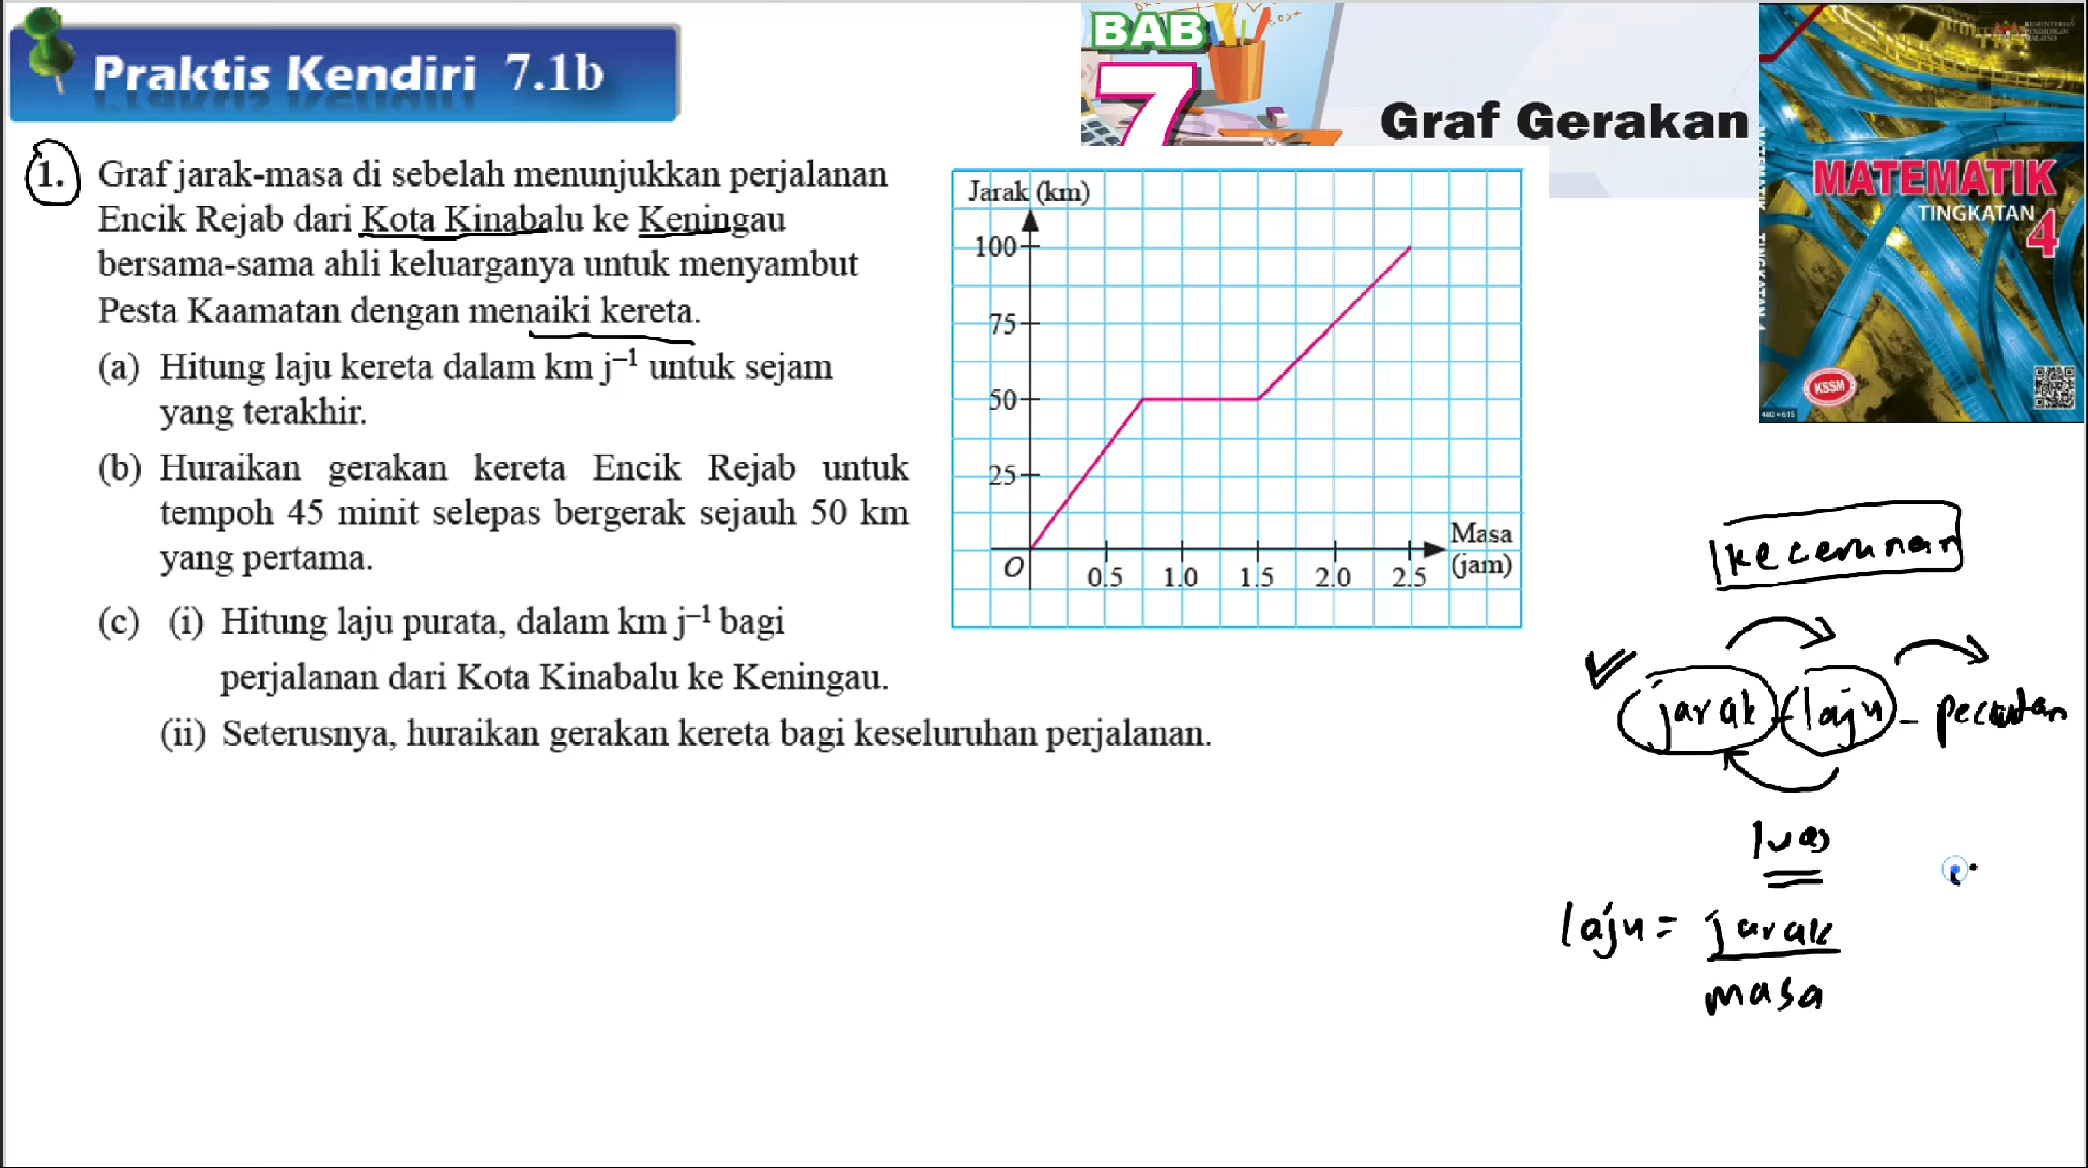 Praktis Kendiri 7.1b
BAB
7
Graf Gerakan
MATEMATIK
TINGKATAN
4
KSSM
1. Graf jarak-masa di sebelah menunjukkan perjalanan
Encik Rejab dari Kota Kinabalu ke Keningau
bersama-sama ahli keluarganya untuk menyambut
Pesta Kaamatan dengan menaiki kereta.
(a) Hitung laju kereta dalam km j⁻¹ untuk sejam
yang terakhir.
(b) Huraikan gerakan kereta Encik Rejab untuk
tempoh 45 minit selepas bergerak sejauh 50 km
yang pertama.
(c) (i) Hitung laju purata, dalam km j⁻¹ bagi
perjalanan dari Kota Kinabalu ke Keningau.
(ii) Seterusnya, huraikan gerakan kereta bagi keseluruhan perjalanan.
Jarak (km)
100
75
50
25
O
0.5 1.0 1.5 2.0 2.5
Masa
(jam)
kecerunan
jarak - laju - pecutan
luas
laju = jarak
masa